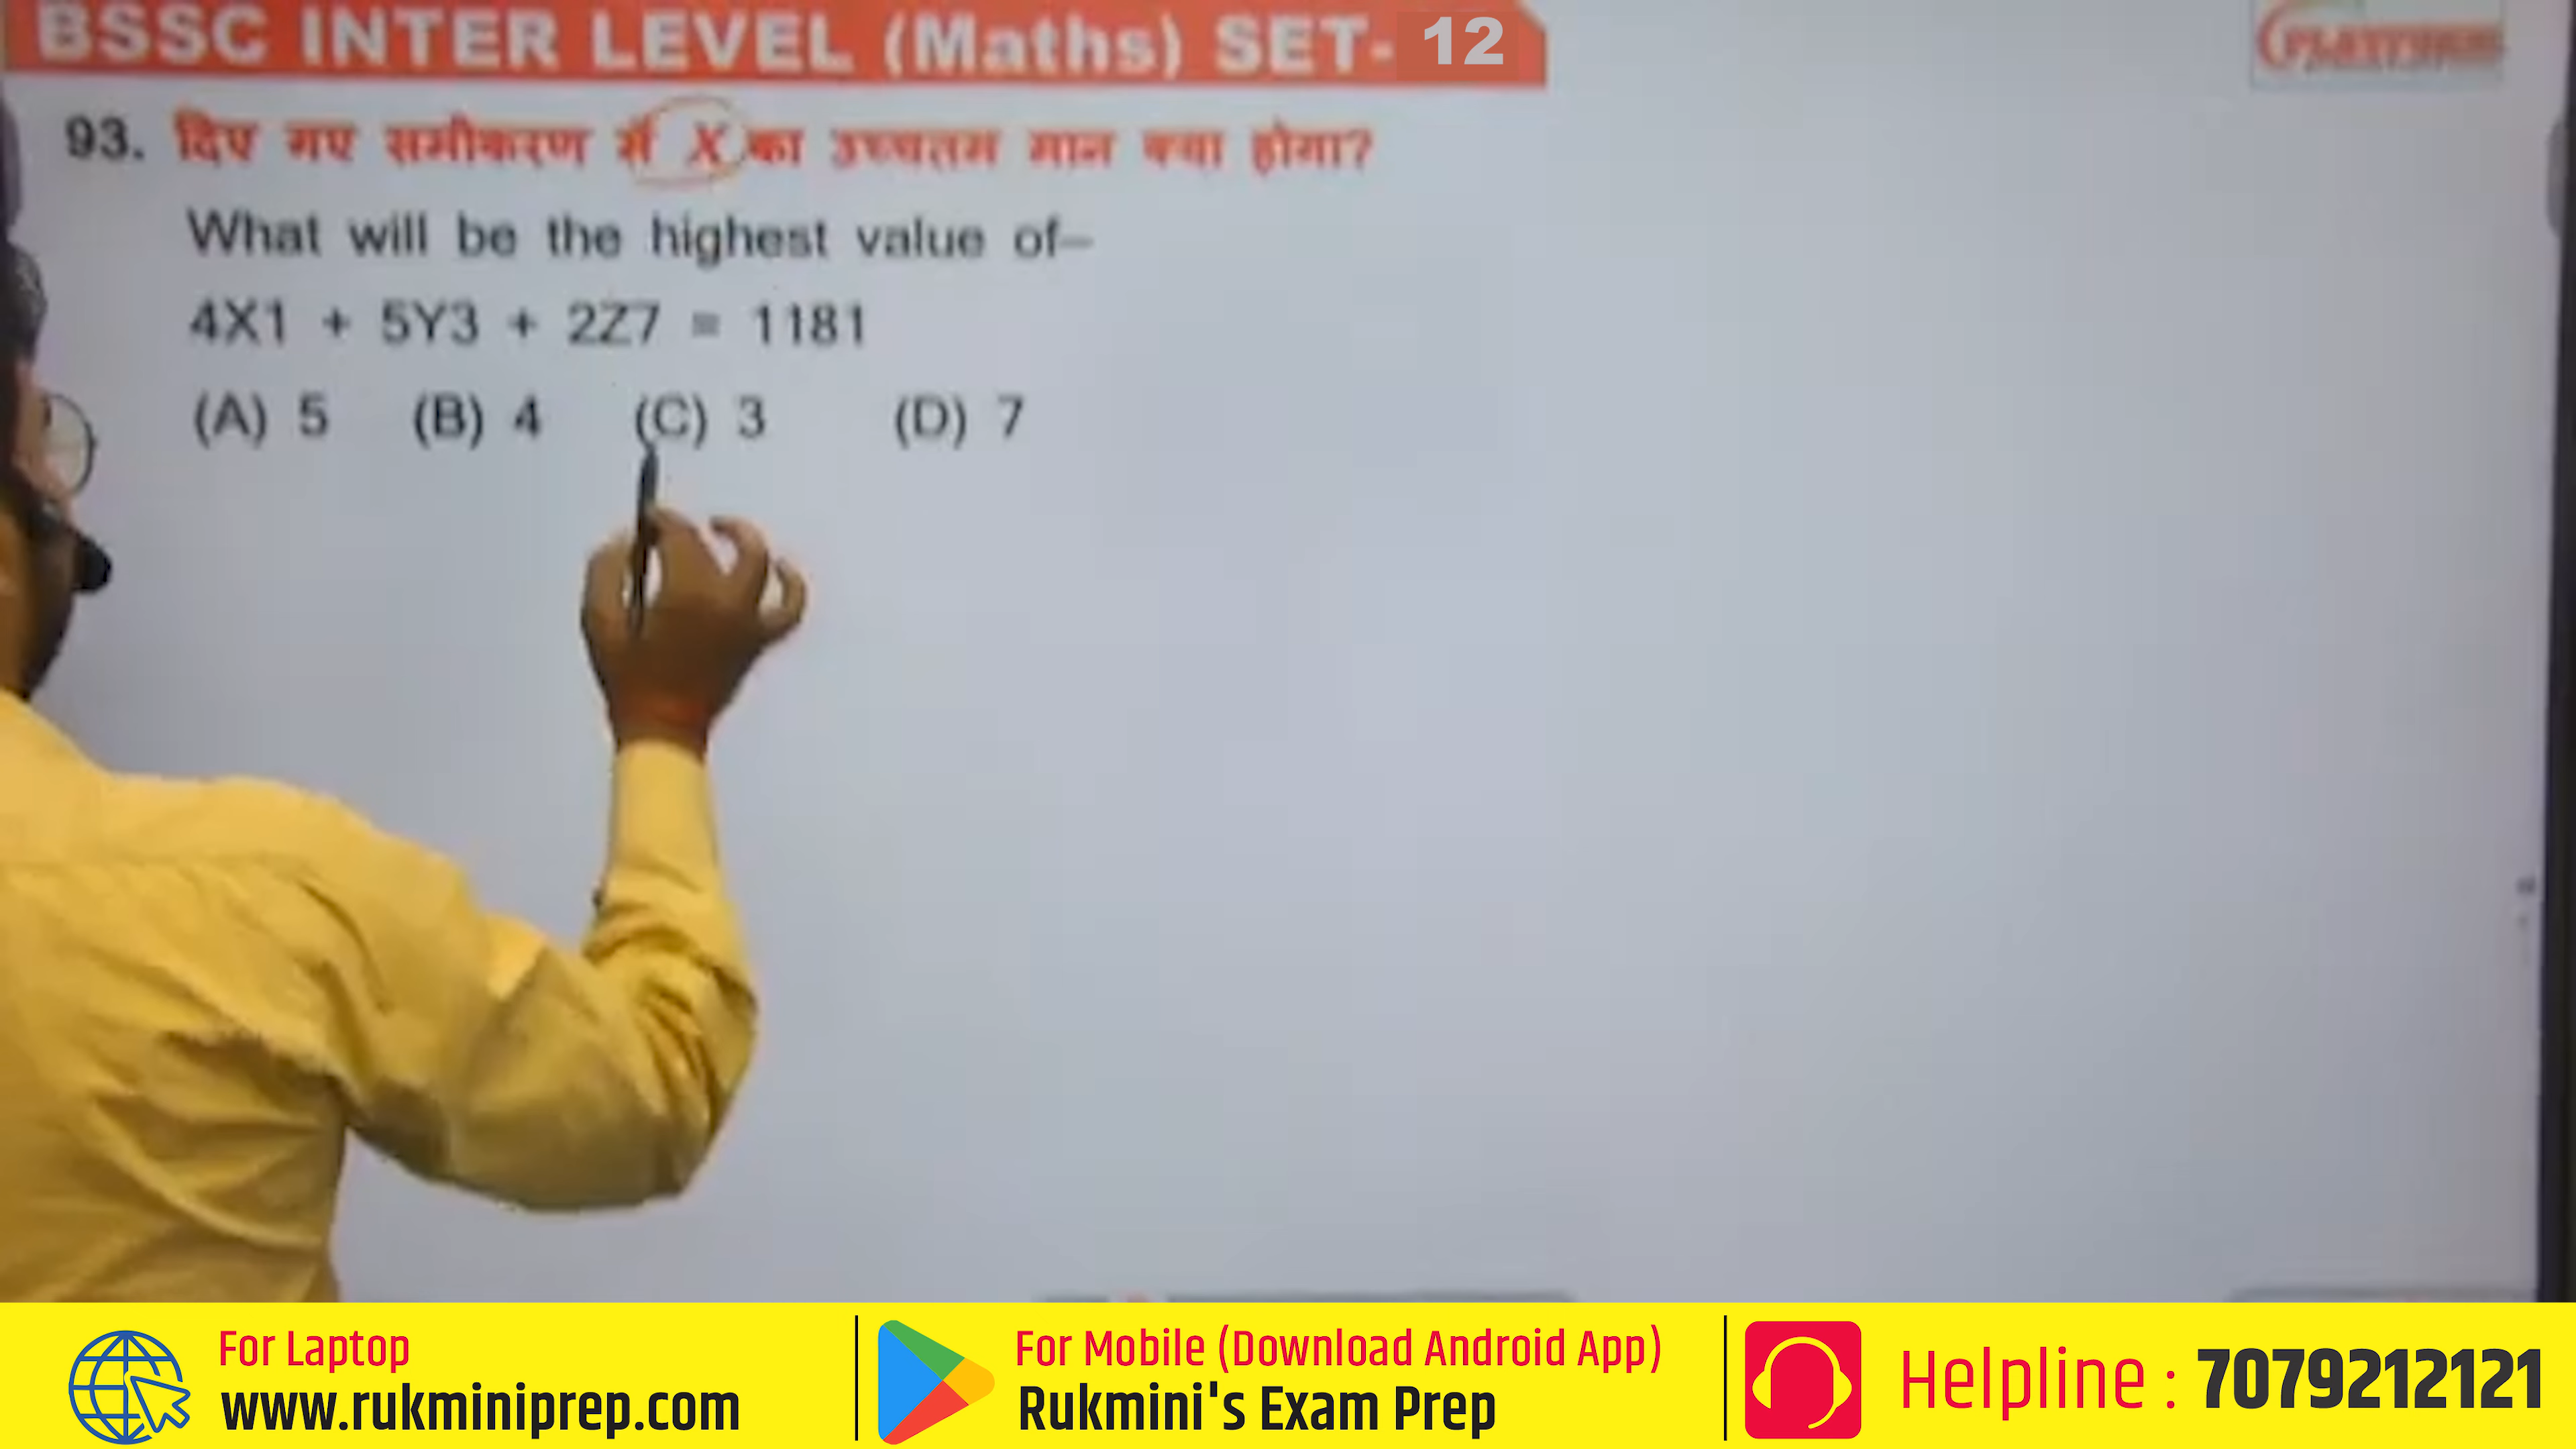 BSSC INTER LEVEL (Maths) SET- 12
93. दिए गए समीकरण में X का उच्चतम मान क्या होगा?
What will be the highest value of–
4X1 + 5Y3 + 2Z7 = 1181
(A) 5 (B) 4 (C) 3 (D) 7
For Laptop
www.rukminiprep.com
For Mobile (Download Android App)
Rukmini's Exam Prep
Helpline : 7079212121